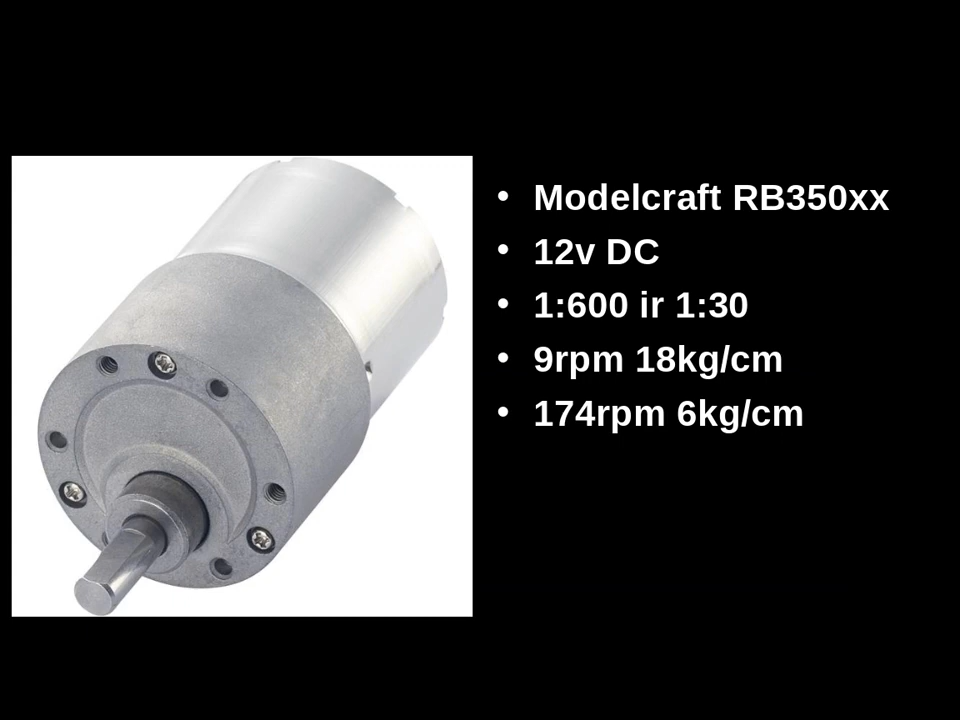 • Modelcraft RB350xx
• 12v DC
• 1:600 ir 1:30
• 9rpm 18kg/cm
• 174rpm 6kg/cm